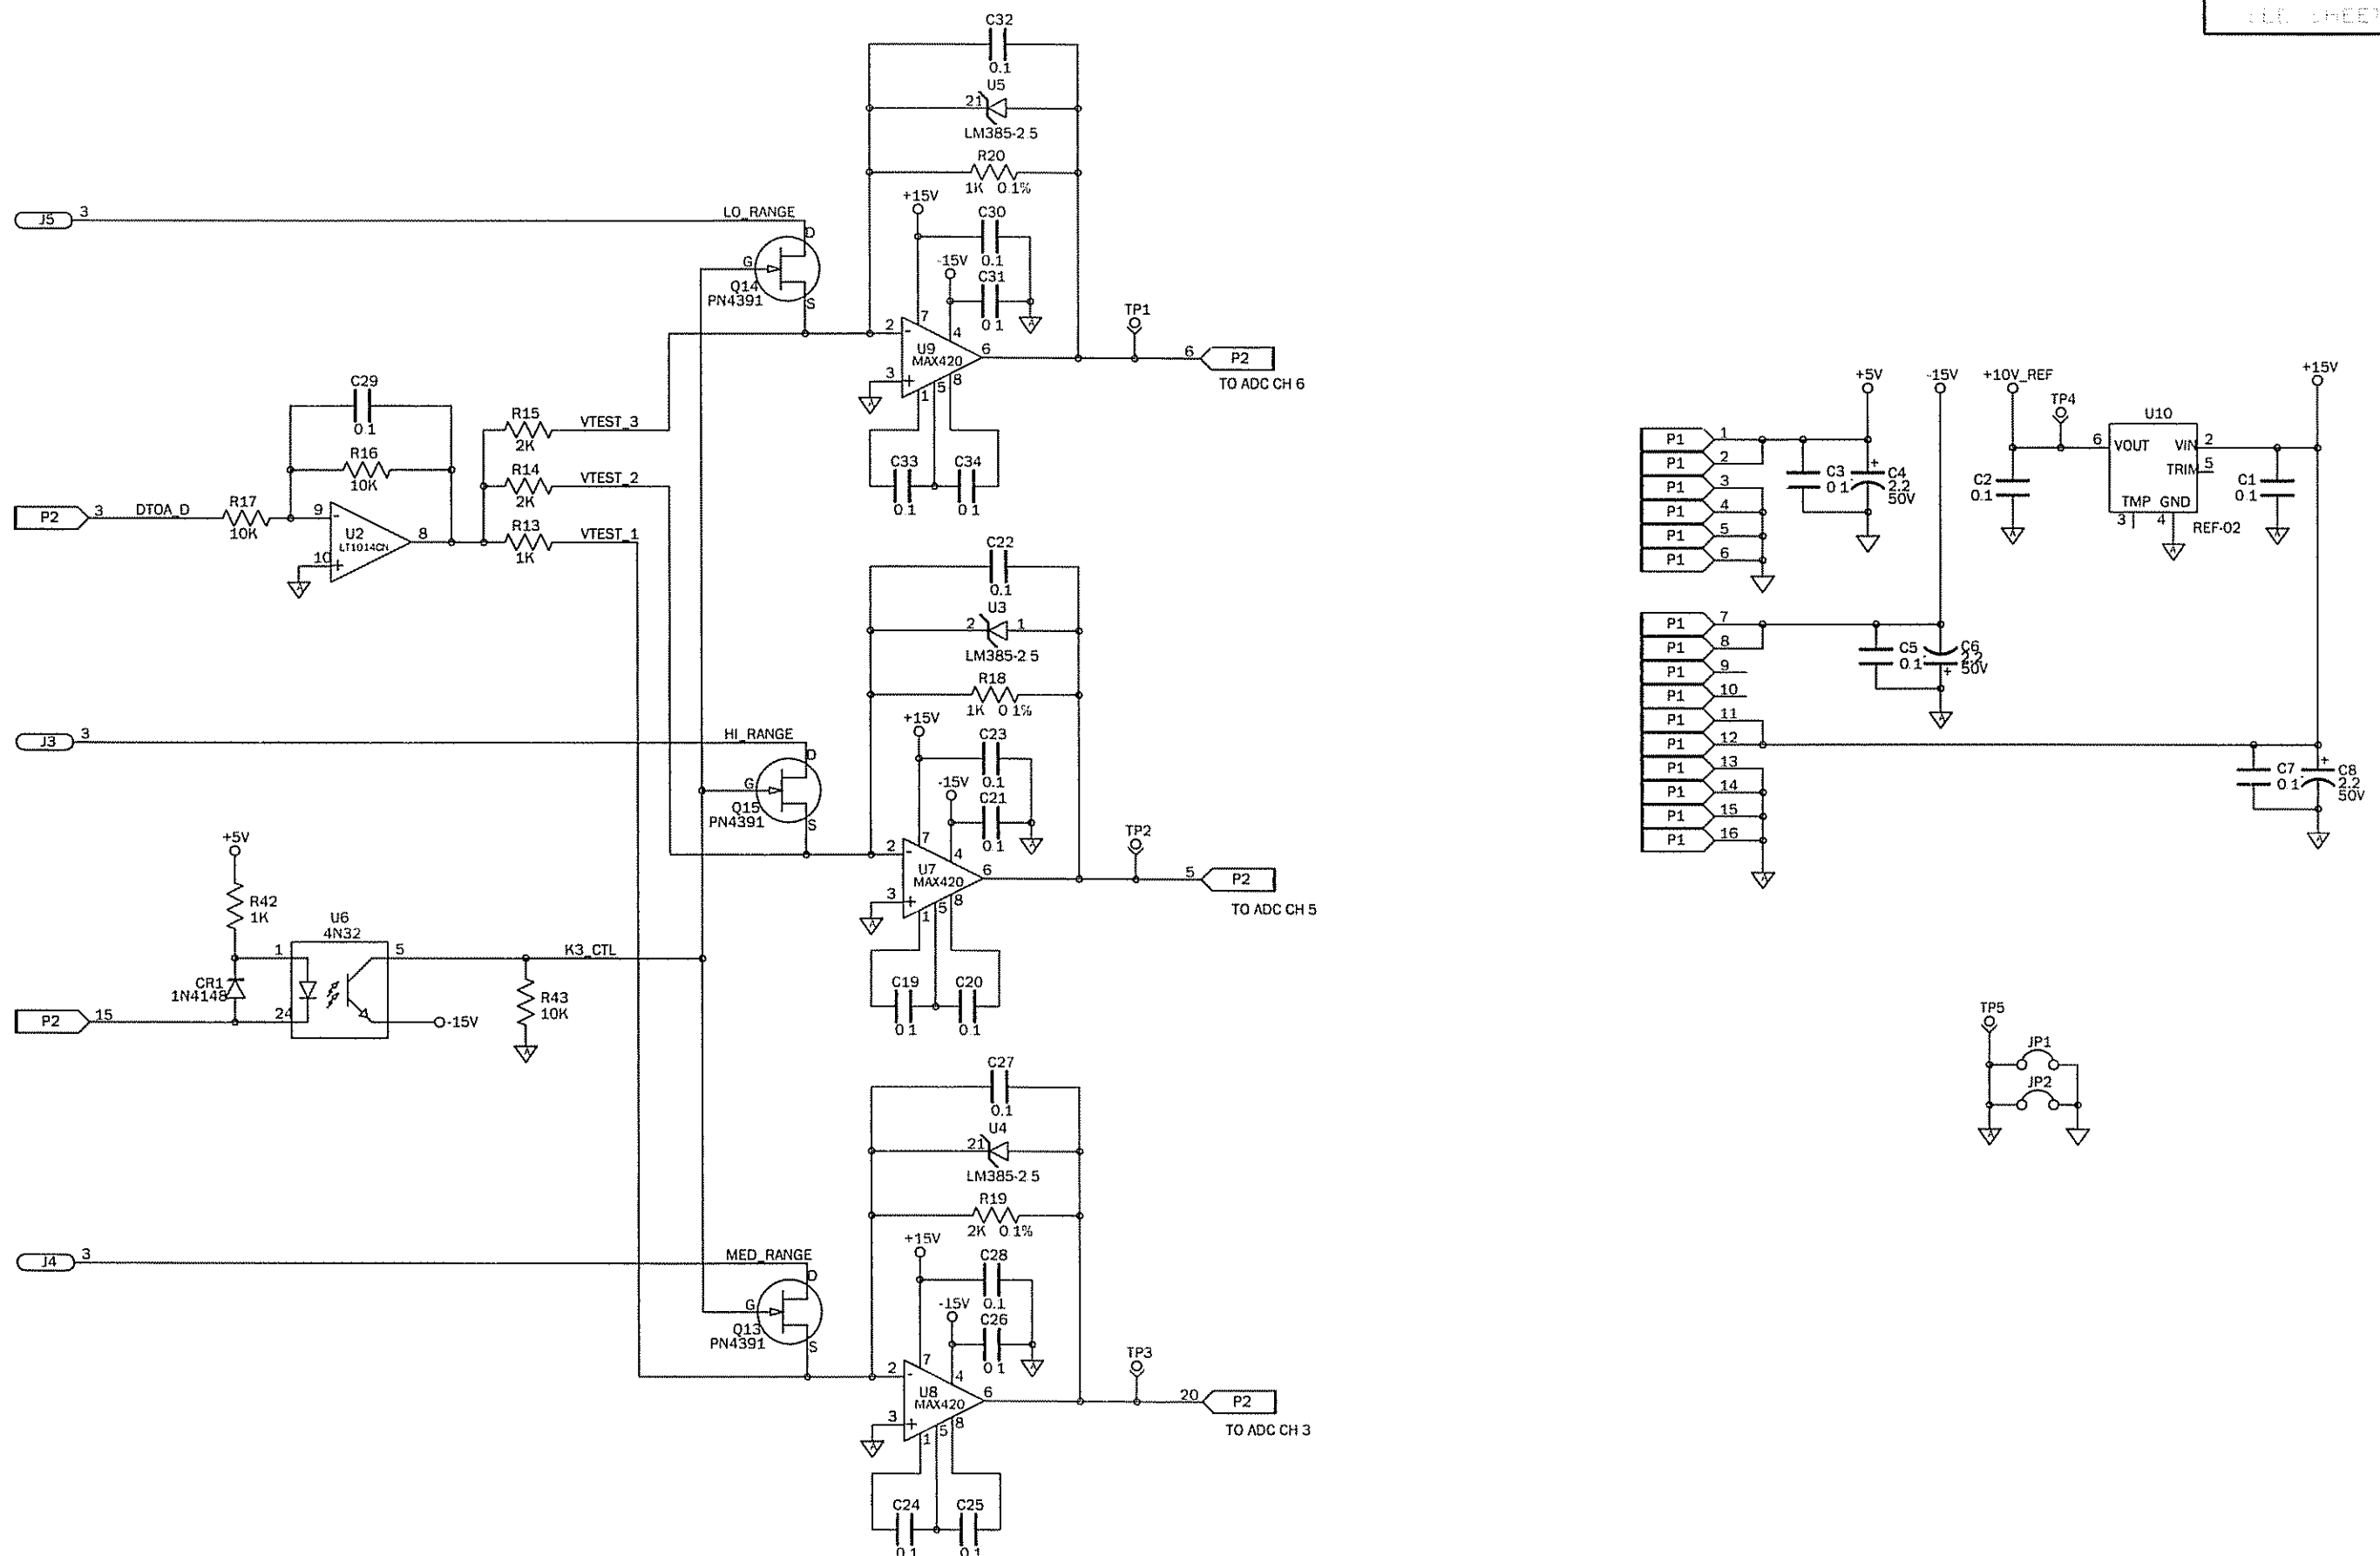 SHEET
C32
0.1
U5
21
LM385-2.5
R20
1K 0.1%
+15V
C30
0.1
-15V
C31
0.1
J5 3
LO_RANGE
D
G
Q14
PN4391
S
2
-
7
4
U9
MAX420
6
3
+
1
5
8
A
A
TP1
6
P2
TO ADC CH 6
C33
0.1
C34
0.1
C29
0.1
R16
10K
R15
2K
VTEST_3
R14
2K
VTEST_2
R13
1K
VTEST_1
P2 3 DTOA_D
R17
10K
9
-
U2
LT1014CN
8
10
+
A
C22
0.1
U3
2 1
LM385-2.5
R18
1K 0.1%
+15V
C23
0.1
-15V
C21
0.1
J3 3
HI_RANGE
D
G
Q15
PN4391
S
2
-
7
4
U7
MAX420
6
3
+
1
5
8
A
A
TP2
5
P2
TO ADC CH 5
C19
0.1
C20
0.1
+5V
R42
1K
U6
4N32
1
5
K3_CTL
CR1
1N4148
P2 15
24
-15V
R43
10K
A
C27
0.1
U4
21
LM385-2.5
R19
2K 0.1%
+15V
C28
0.1
-15V
C26
0.1
J4 3
MED_RANGE
D
G
Q13
PN4391
S
2
-
7
4
U8
MAX420
6
3
+
1
5
8
A
A
TP3
20
P2
TO ADC CH 3
C24
0.1
C25
0.1
+5V
-15V
+10V_REF
+15V
TP4
U10
6 VOUT VIN 2
TRIM 5
TMP GND
3 4
REF-02
C2
0.1
C1
0.1
A
A
A
P1 1
P1 2
P1 3
P1 4
P1 5
P1 6
C3
0.1
+
C4
2.2
50V
P1 7
P1 8
P1 9
P1 10
P1 11
P1 12
P1 13
P1 14
P1 15
P1 16
C5
0.1
C6
2.2
50V
+
A
C7
0.1
+
C8
2.2
50V
A
A
TP5
JP1
JP2
A